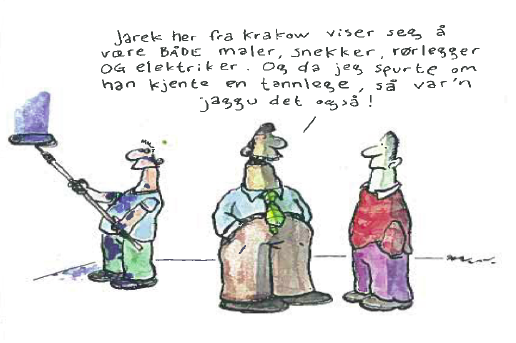 Jarek her fra Krakow viser seg å
være BÅDE maler, snekker, rørlegger
OG elektriker. Og da jeg spurte om
han kjente en tannlege, så var'n
jaggu det også!